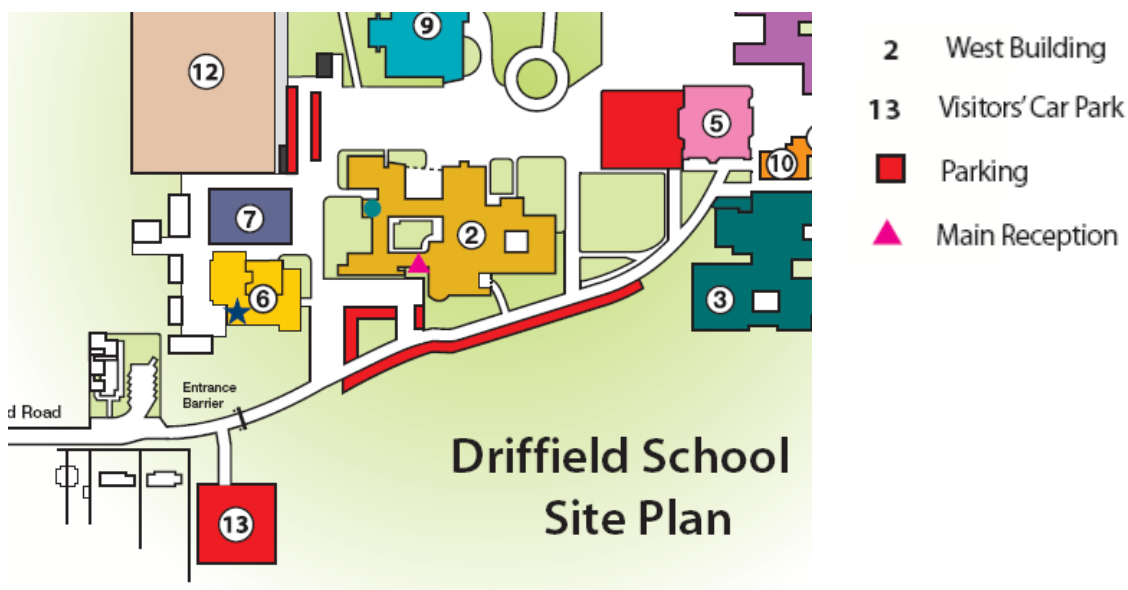 9
12
5
10
7
2
6
3
Entrance
Barrier
d Road
13
Driffield School
Site Plan
2 West Building
13 Visitors' Car Park
Parking
Main Reception